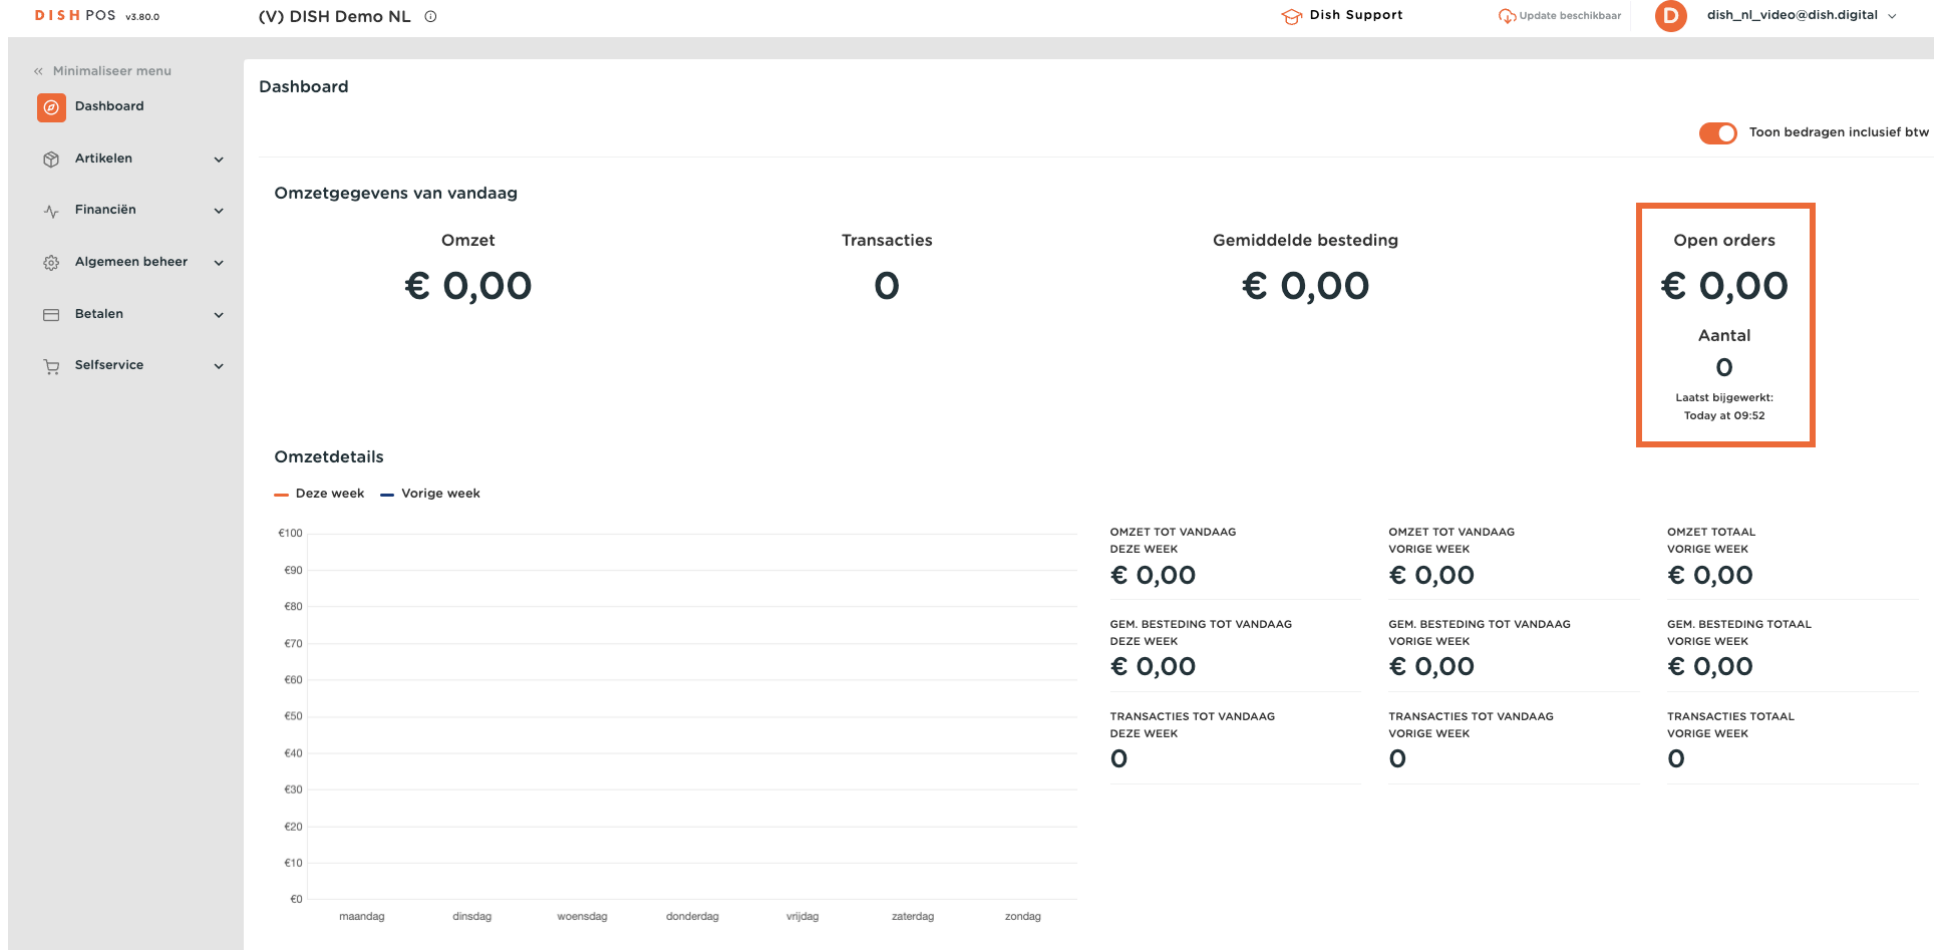 DISH POS v3.80.0
(V) DISH Demo NL
Dish Support
Update beschikbaar
D
dish_nl_video@dish.digital
Minimaliseer menu
Dashboard
Artikelen
Financiën
Algemeen beheer
Betalen
Selfservice
Dashboard
Toon bedragen inclusief btw
Omzetgegevens van vandaag
Omzet
€ 0,00
Transacties
0
Gemiddelde besteding
€ 0,00
Open orders
€ 0,00
Aantal
0
Laatst bijgewerkt:
Today at 09:52
Omzetdetails
Deze week
Vorige week
€100
€90
€80
€70
€60
€50
€40
€30
€20
€10
€0
maandag
dinsdag
woensdag
donderdag
vrijdag
zaterdag
zondag
OMZET TOT VANDAAG
DEZE WEEK
€ 0,00
OMZET TOT VANDAAG
VORIGE WEEK
€ 0,00
OMZET TOTAAL
VORIGE WEEK
€ 0,00
GEM. BESTEDING TOT VANDAAG
DEZE WEEK
€ 0,00
GEM. BESTEDING TOT VANDAAG
VORIGE WEEK
€ 0,00
GEM. BESTEDING TOTAAL
VORIGE WEEK
€ 0,00
TRANSACTIES TOT VANDAAG
DEZE WEEK
0
TRANSACTIES TOT VANDAAG
VORIGE WEEK
0
TRANSACTIES TOTAAL
VORIGE WEEK
0